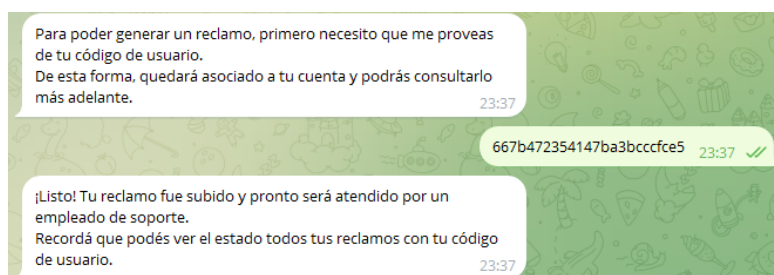 Para poder generar un reclamo, primero necesito que me proveas
de tu código de usuario.
De esta forma, quedará asociado a tu cuenta y podrás consultarlo
más adelante.
23:37
667b472354147ba3bcccfce5 23:37
¡Listo! Tu reclamo fue subido y pronto será atendido por un
empleado de soporte.
Recordá que podés ver el estado todos tus reclamos con tu código
de usuario.
23:37